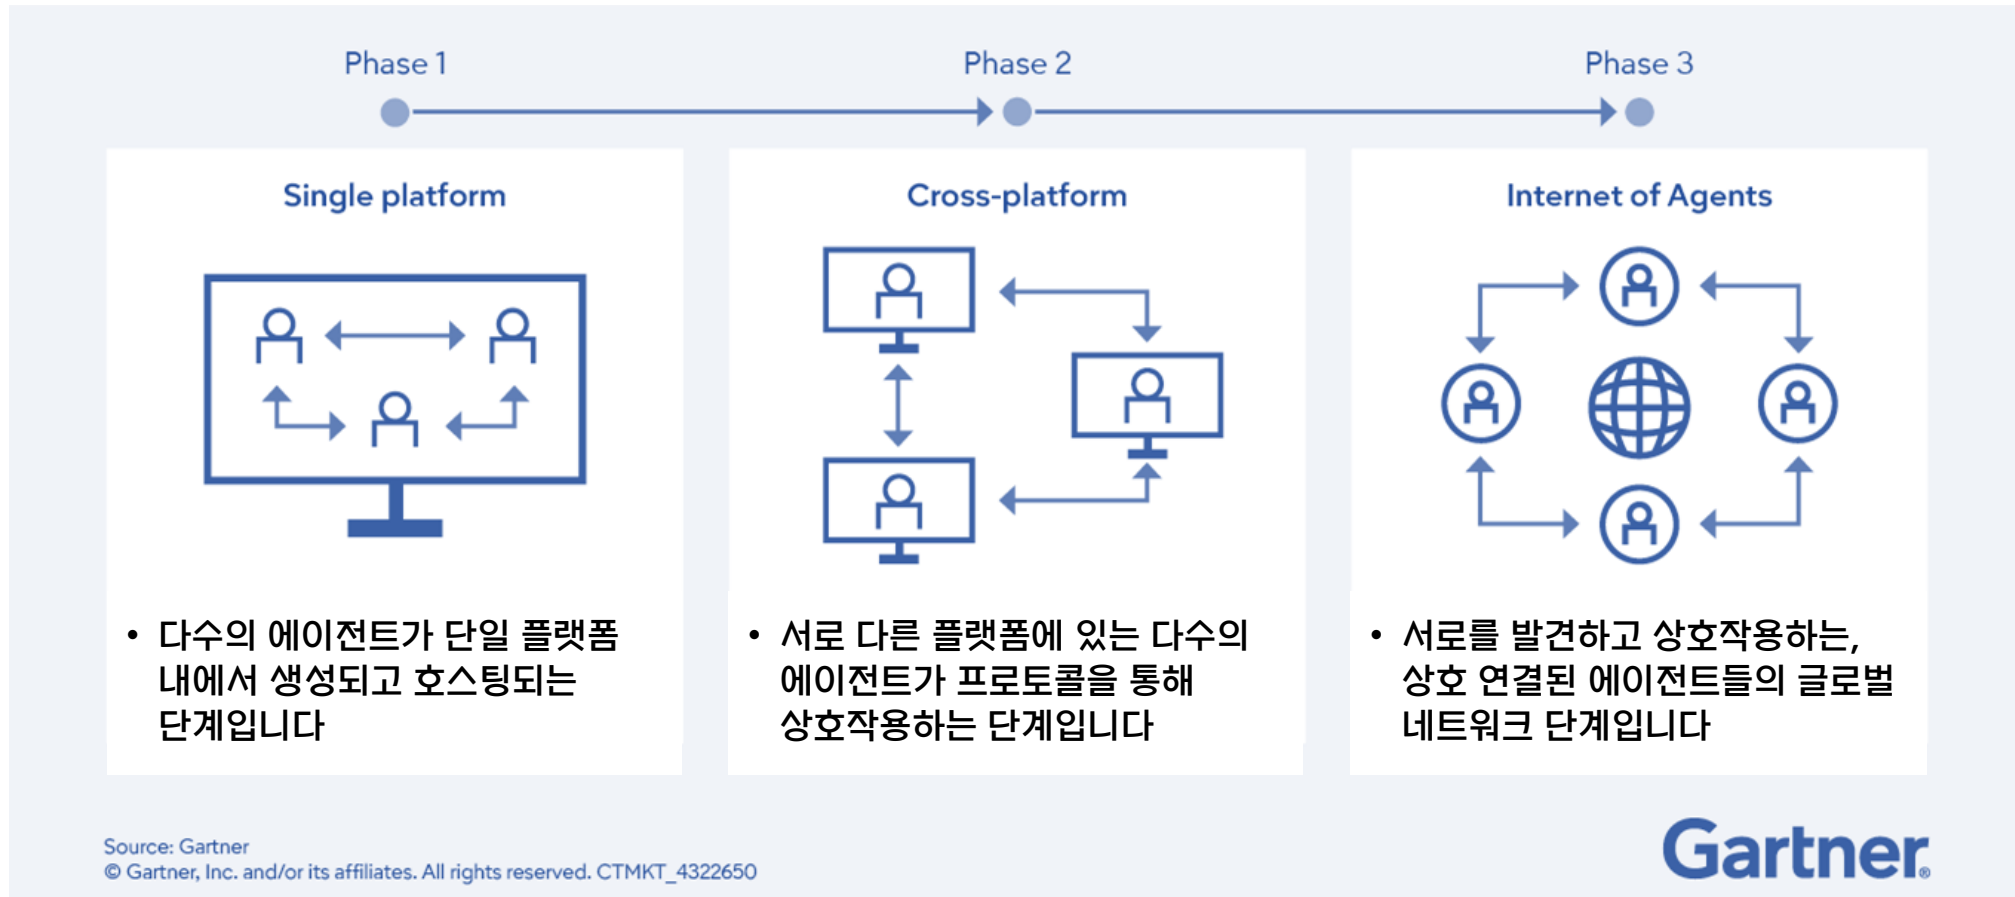 Phase 1
Phase 2
Phase 3
Single platform
Cross-platform
Internet of Agents
• 다수의 에이전트가 단일 플랫폼
내에서 생성되고 호스팅되는
단계입니다
• 서로 다른 플랫폼에 있는 다수의
에이전트가 프로토콜을 통해
상호작용하는 단계입니다
• 서로를 발견하고 상호작용하는,
상호 연결된 에이전트들의 글로벌
네트워크 단계입니다
Source: Gartner
© Gartner, Inc. and/or its affiliates. All rights reserved. CTMKT_4322650
Gartner®